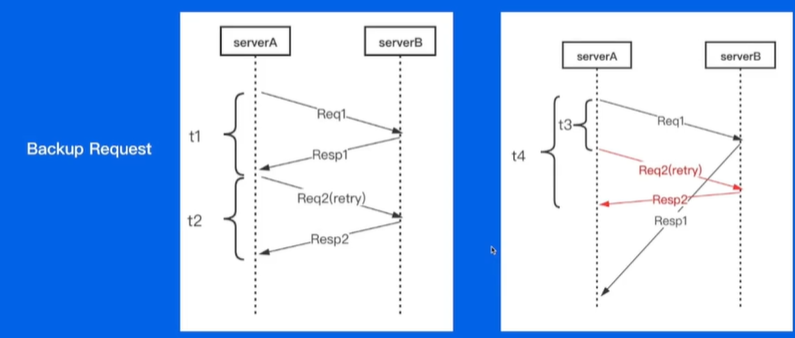 Backup Request
serverA
serverB
t1
Req1
Resp1
t2
Req2(retry)
Resp2
serverA
serverB
t3
t4
Req1
Req2(retry)
Resp2
Resp1